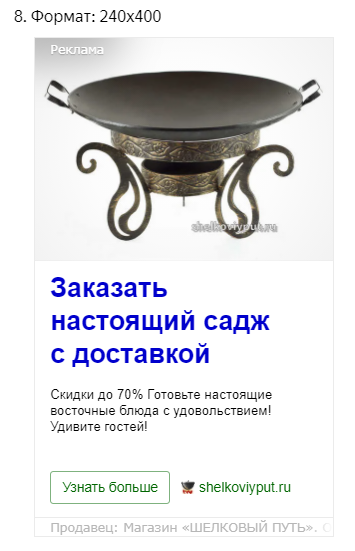 8. Формат: 240x400
Реклама
shelkoviyput.ru
Заказать
настоящий садж
с доставкой
Скидки до 70% Готовьте настоящие
восточные блюда с удовольствием!
Удивите гостей!
Узнать больше
shelkoviyput.ru
Продавец: Магазин «ШЕЛКОВЫЙ ПУТЬ».